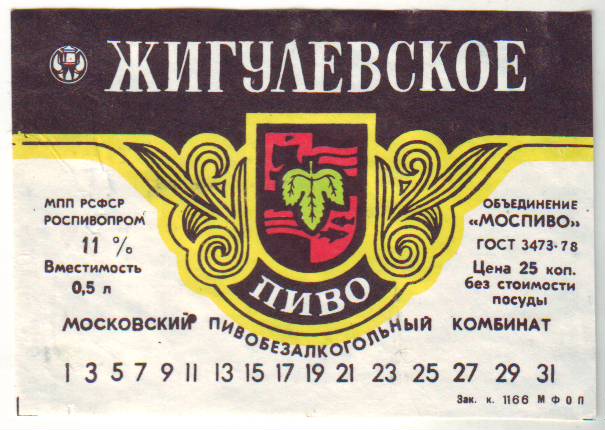 ЖИГУЛЕВСКОЕ
МПП РСФСР
РОСПИВОПРОМ
11 %
Вместимость
0,5 л
ОБЪЕДИНЕНИЕ
«МОСПИВО»
ГОСТ 3473-78
Цена 25 коп.
без стоимости
посуды
ПИВО
МОСКОВСКИЙ ПИВОБЕЗАЛКОГОЛЬНЫЙ КОМБИНАТ
1 3 5 7 9 11 13 15 17 19 21 23 25 27 29 31
Зак. к. 1166 МФОП